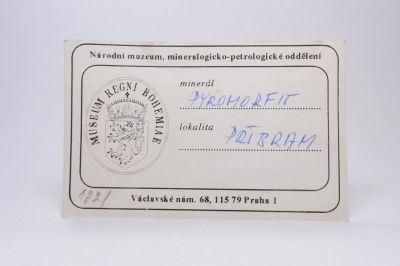 Národní muzeum, mineralogicko-petrologické oddělení
MUSEUM REGNI BOHEMIAE
minerál
PYROMORFIT
lokalita
PŘÍBRAM
Václavské nám. 68, 115 79 Praha 1